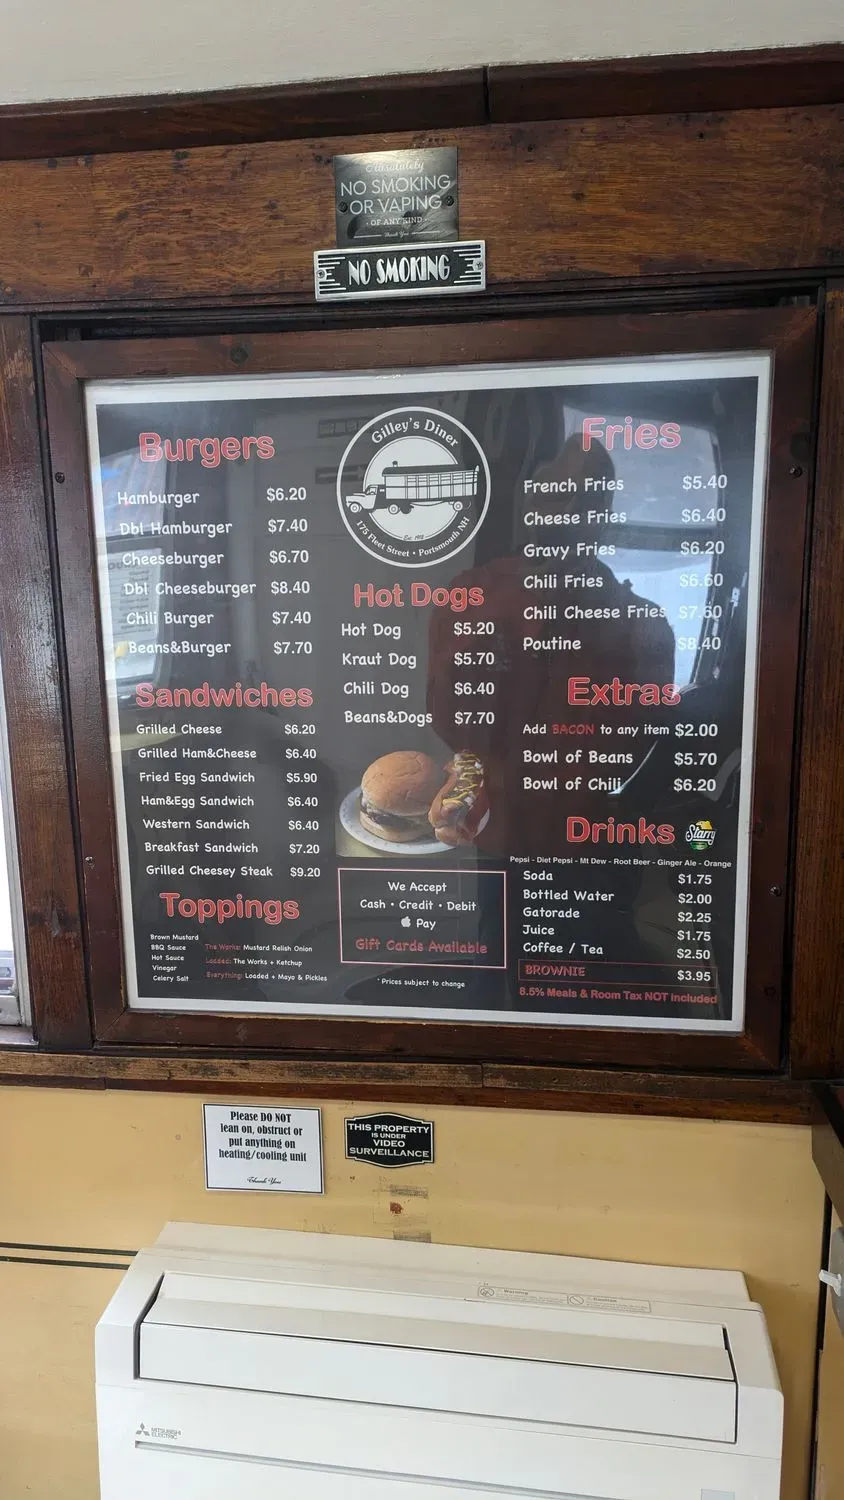 Absolutely
NO SMOKING
OR VAPING
· OF ANY KIND ·
Thank You
NO SMOKING
Burgers
Hamburger $6.20
Dbl Hamburger $7.40
Cheeseburger $6.70
Dbl Cheeseburger $8.40
Chili Burger $7.40
Beans&Burger $7.70
Sandwiches
Grilled Cheese $6.20
Grilled Ham&Cheese $6.40
Fried Egg Sandwich $5.90
Ham&Egg Sandwich $6.40
Western Sandwich $6.40
Breakfast Sandwich $7.20
Grilled Cheesey Steak $9.20
Toppings
Brown Mustard
BBQ Sauce
Hot Sauce
Vinegar
Celery Salt
The Works: Mustard Relish Onion
Loaded: The Works + Ketchup
Everything: Loaded + Mayo & Pickles
Gilley's Diner
Est.
175 Fleet Street • Portsmouth NH
Hot Dogs
Hot Dog $5.20
Kraut Dog $5.70
Chili Dog $6.40
Beans&Dogs $7.70
We Accept
Cash • Credit • Debit
Pay
Gift Cards Available
* Prices subject to change
Fries
French Fries $5.40
Cheese Fries $6.40
Gravy Fries $6.20
Chili Fries $6.60
Chili Cheese Fries $7.60
Poutine $8.40
Extras
Add BACON to any item $2.00
Bowl of Beans $5.70
Bowl of Chili $6.20
Drinks
Starry
Pepsi - Diet Pepsi - Mt Dew - Root Beer - Ginger Ale - Orange
Soda $1.75
Bottled Water $2.00
Gatorade $2.25
Juice $1.75
Coffee / Tea $2.50
BROWNIE $3.95
8.5% Meals & Room Tax NOT Included
Please DO NOT
lean on, obstruct or
put anything on
heating/cooling unit
Thank You
THIS PROPERTY
IS UNDER
VIDEO
SURVEILLANCE
Warning
Caution
MITSUBISHI
ELECTRIC